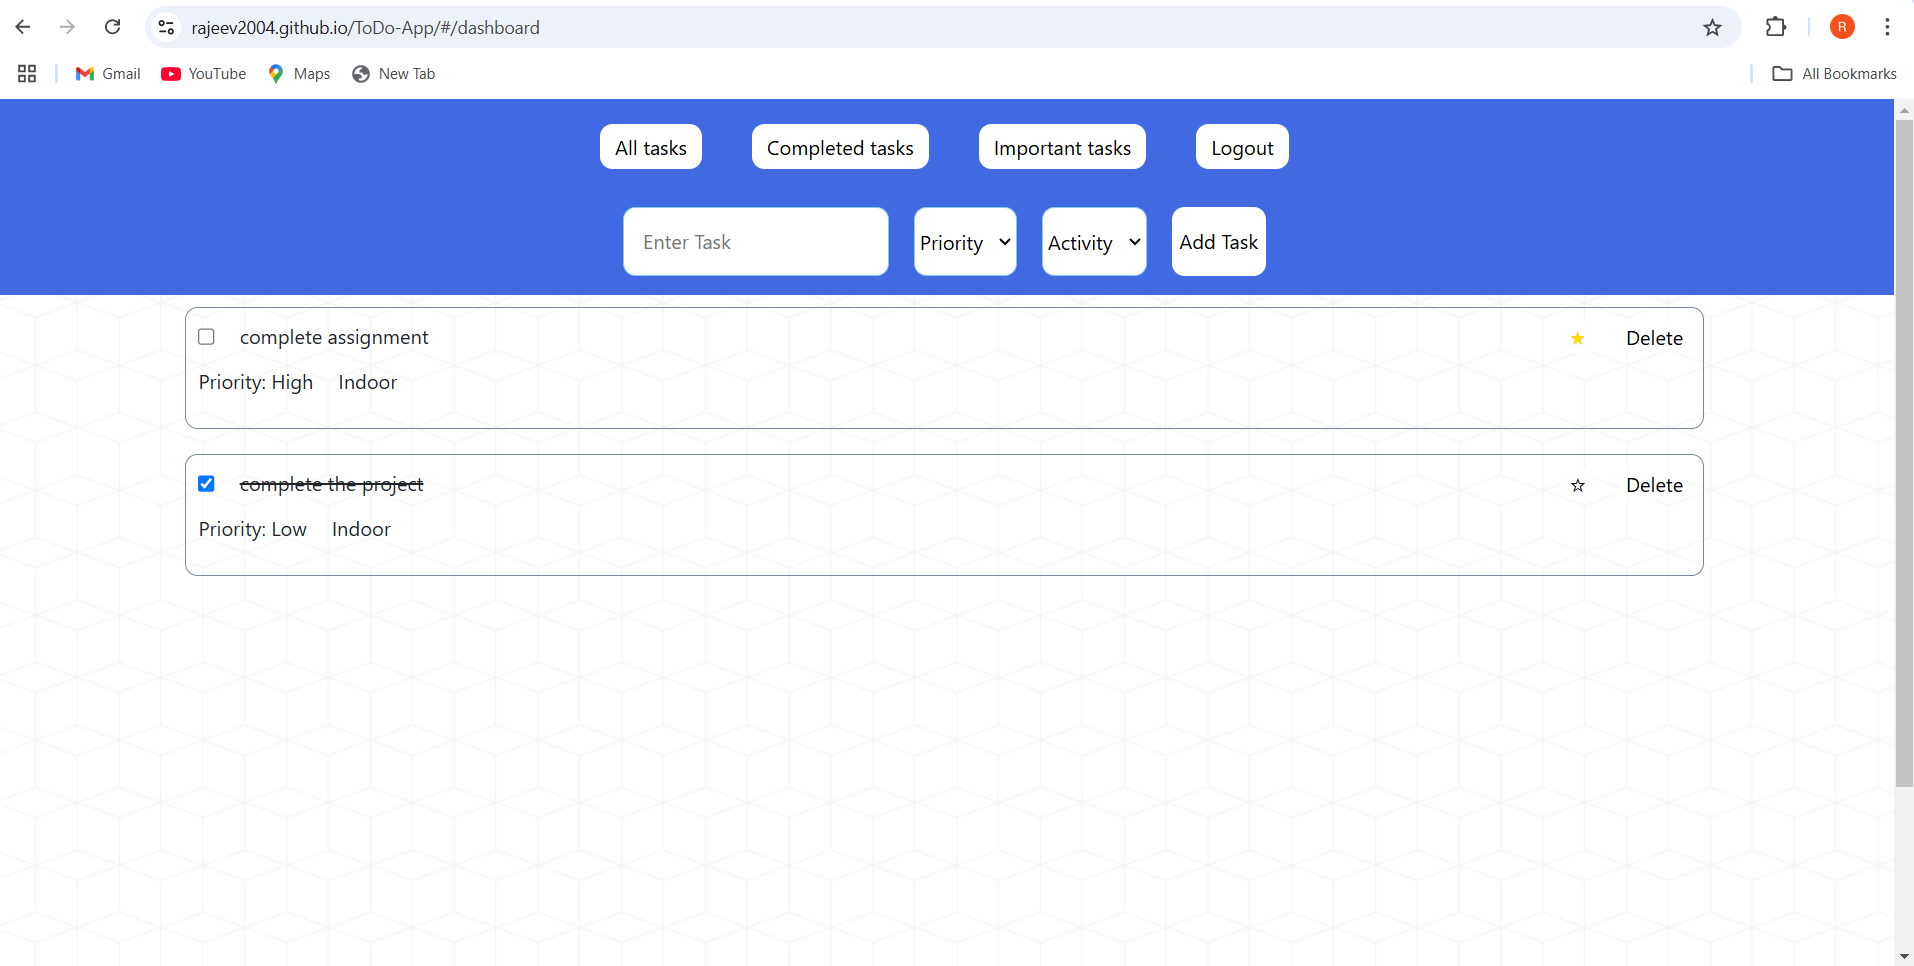 rajeev2004.github.io/ToDo-App/#/dashboard
R
Gmail YouTube Maps New Tab All Bookmarks
All tasks Completed tasks Important tasks Logout
Enter Task Priority Activity Add Task
complete assignment ★ Delete
Priority: High Indoor
complete the project ☆ Delete
Priority: Low Indoor